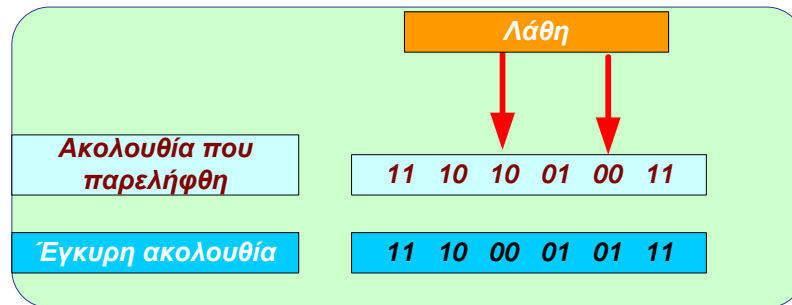 Λάθη
Ακολουθία που
παρελήφθη
11 10 10 01 00 11
Έγκυρη ακολουθία
11 10 00 01 01 11